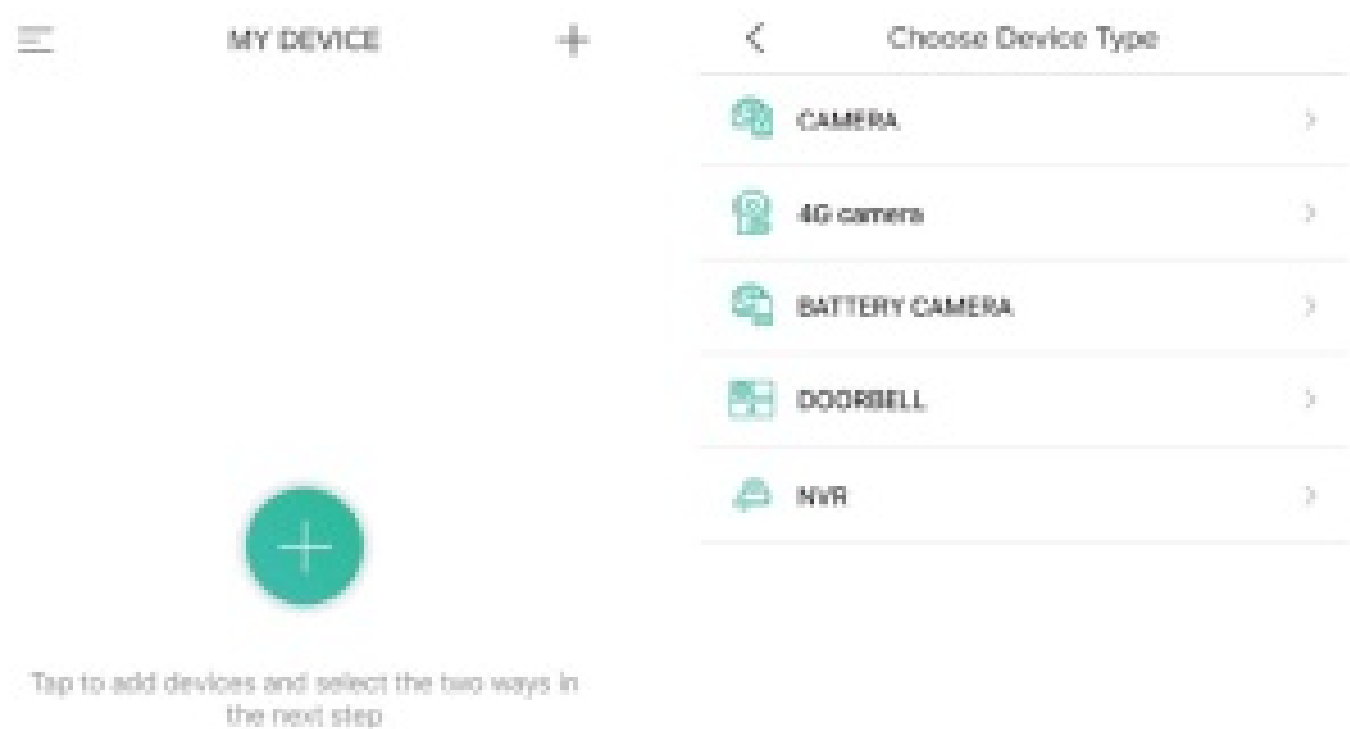 MY DEVICE
Tap to add devices and select the two ways in
the next step
Choose Device Type
CAMERA
4G camera
BATTERY CAMERA
DOORBELL
NVR